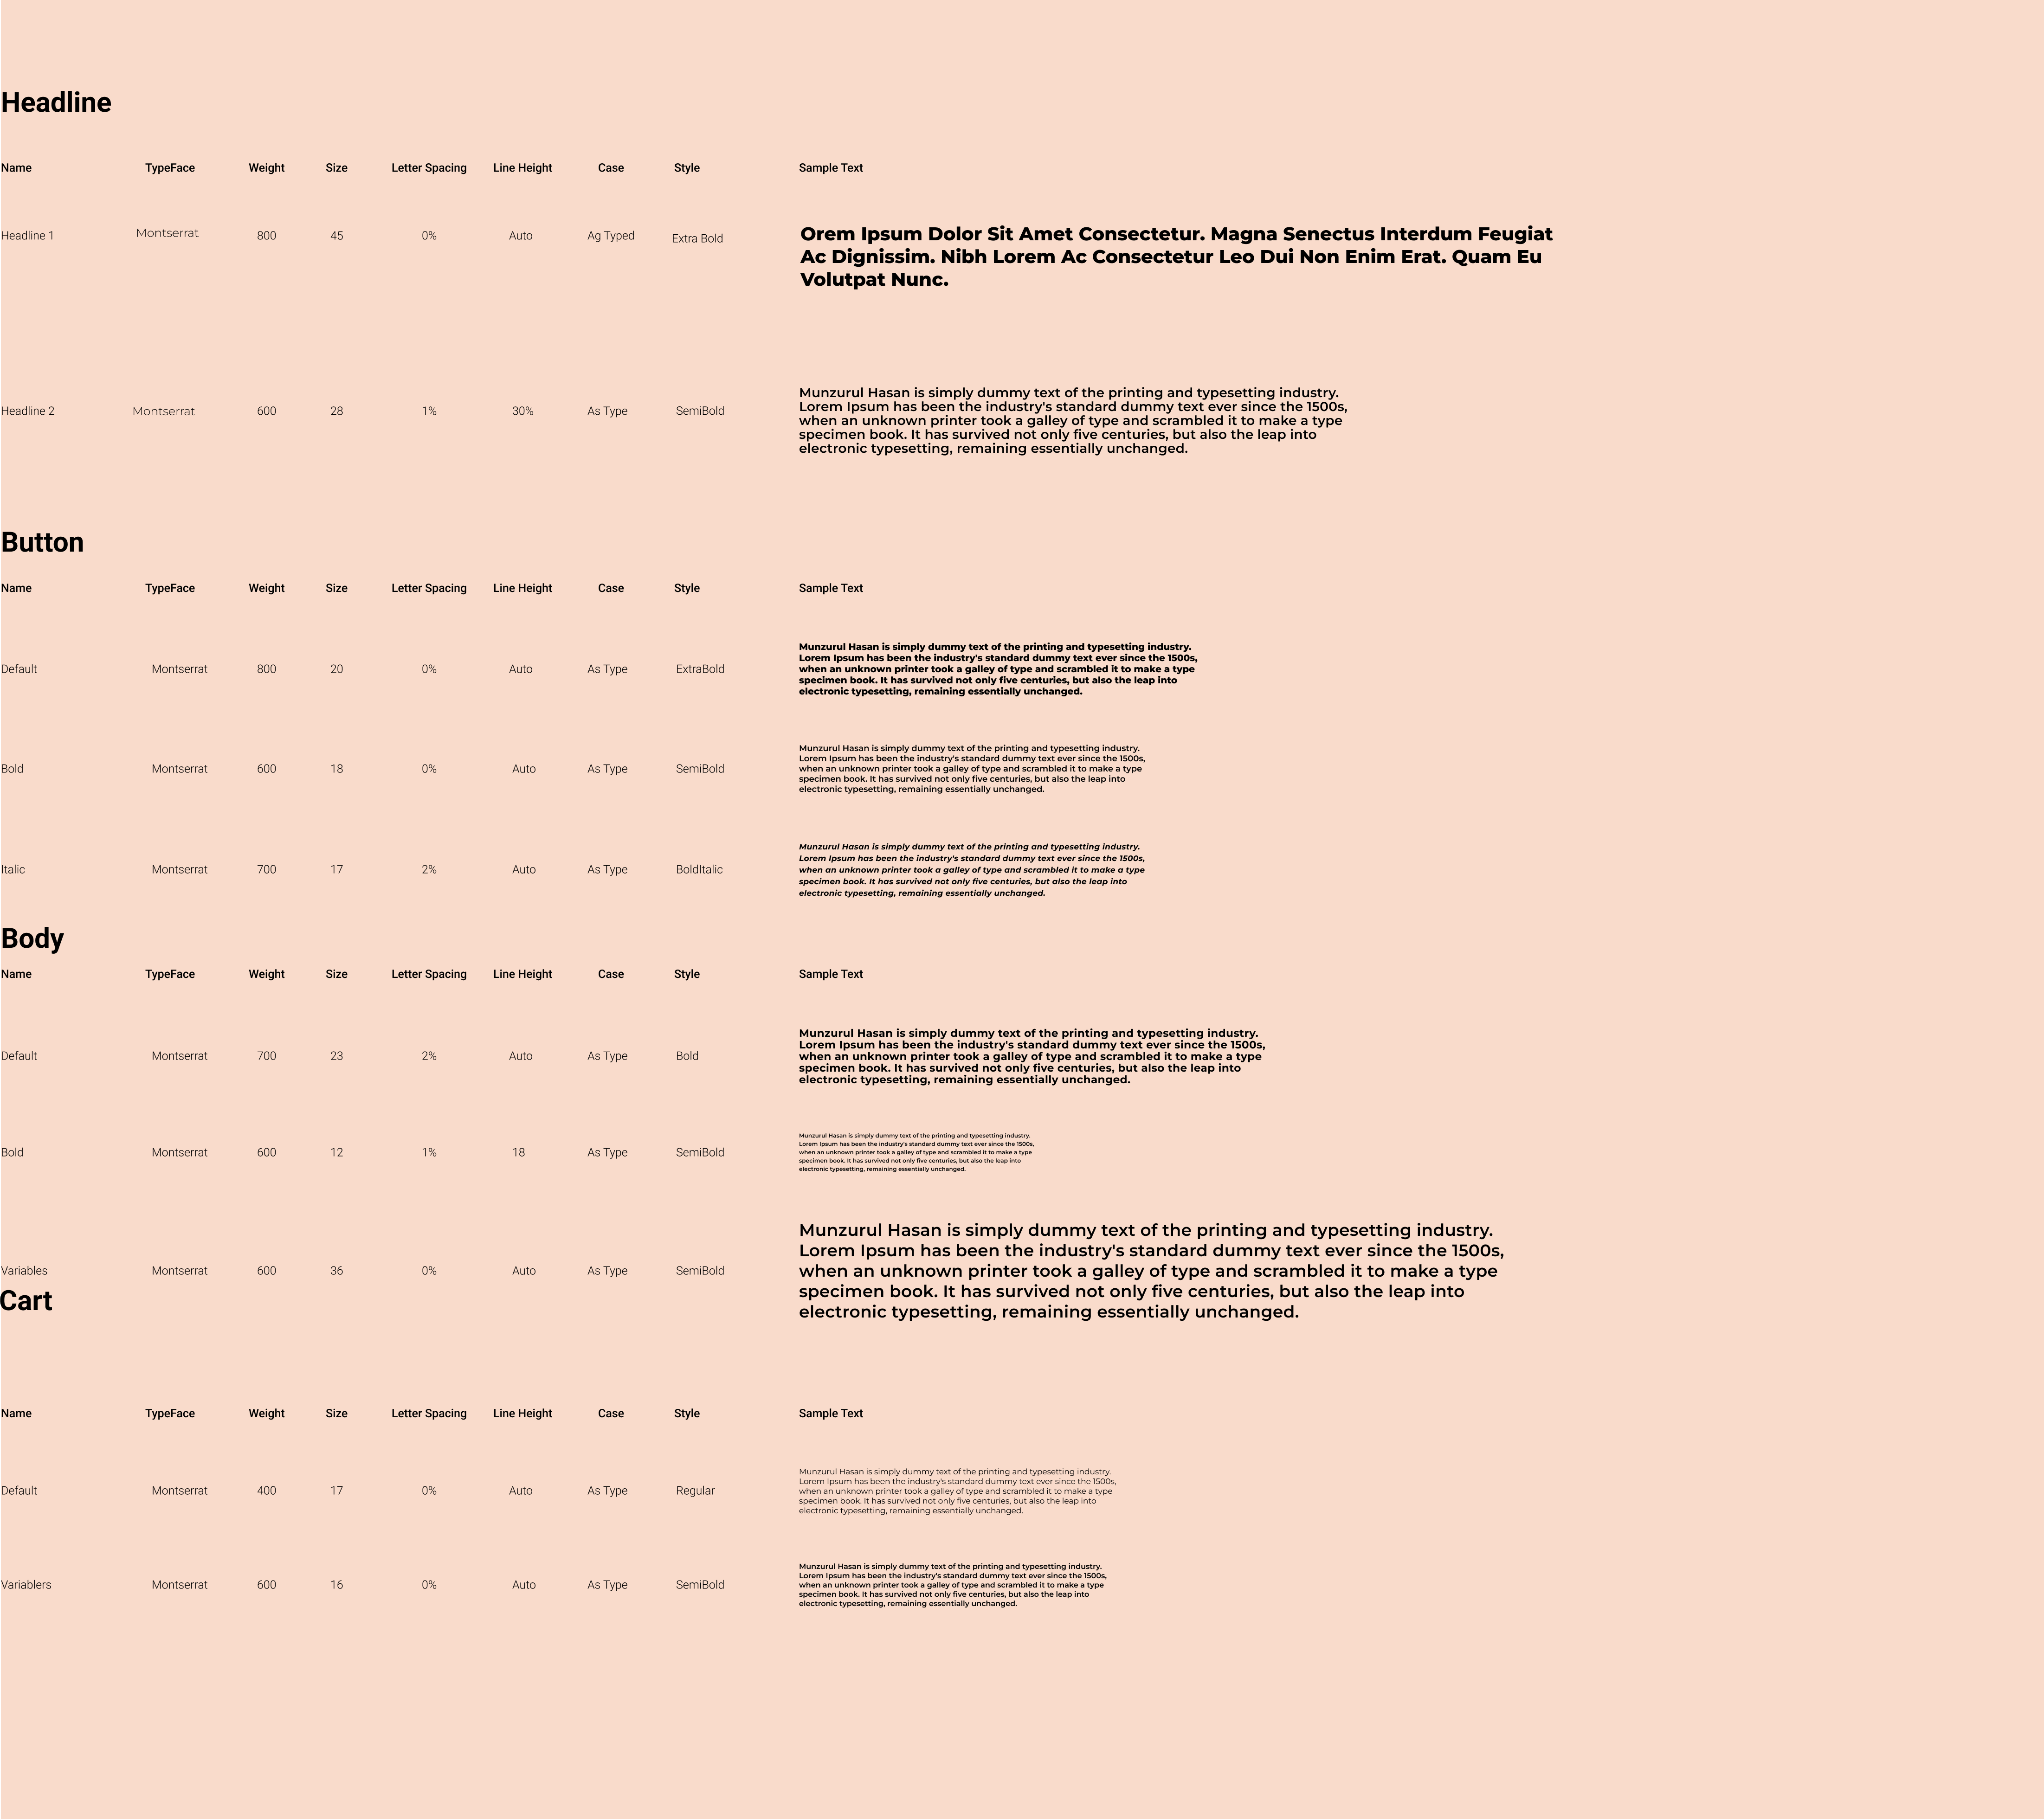 Headline
Name TypeFace Weight Size Letter Spacing Line Height Case Style Sample Text
Headline 1 Montserrat 800 45 0% Auto Ag Typed Extra Bold
Orem Ipsum Dolor Sit Amet Consectetur. Magna Senectus Interdum Feugiat
Ac Dignissim. Nibh Lorem Ac Consectetur Leo Dui Non Enim Erat. Quam Eu
Volutpat Nunc.
Headline 2 Montserrat 600 28 1% 30% As Type SemiBold
Munzurul Hasan is simply dummy text of the printing and typesetting industry.
Lorem Ipsum has been the industry's standard dummy text ever since the 1500s,
when an unknown printer took a galley of type and scrambled it to make a type
specimen book. It has survived not only five centuries, but also the leap into
electronic typesetting, remaining essentially unchanged.
Button
Name TypeFace Weight Size Letter Spacing Line Height Case Style Sample Text
Default Montserrat 800 20 0% Auto As Type ExtraBold
Munzurul Hasan is simply dummy text of the printing and typesetting industry.
Lorem Ipsum has been the industry's standard dummy text ever since the 1500s,
when an unknown printer took a galley of type and scrambled it to make a type
specimen book. It has survived not only five centuries, but also the leap into
electronic typesetting, remaining essentially unchanged.
Bold Montserrat 600 18 0% Auto As Type SemiBold
Munzurul Hasan is simply dummy text of the printing and typesetting industry.
Lorem Ipsum has been the industry's standard dummy text ever since the 1500s,
when an unknown printer took a galley of type and scrambled it to make a type
specimen book. It has survived not only five centuries, but also the leap into
electronic typesetting, remaining essentially unchanged.
Italic Montserrat 700 17 2% Auto As Type BoldItalic
Munzurul Hasan is simply dummy text of the printing and typesetting industry.
Lorem Ipsum has been the industry's standard dummy text ever since the 1500s,
when an unknown printer took a galley of type and scrambled it to make a type
specimen book. It has survived not only five centuries, but also the leap into
electronic typesetting, remaining essentially unchanged.
Body
Name TypeFace Weight Size Letter Spacing Line Height Case Style Sample Text
Default Montserrat 700 23 2% Auto As Type Bold
Munzurul Hasan is simply dummy text of the printing and typesetting industry.
Lorem Ipsum has been the industry's standard dummy text ever since the 1500s,
when an unknown printer took a galley of type and scrambled it to make a type
specimen book. It has survived not only five centuries, but also the leap into
electronic typesetting, remaining essentially unchanged.
Bold Montserrat 600 12 1% 18 As Type SemiBold
Munzurul Hasan is simply dummy text of the printing and typesetting industry.
Lorem Ipsum has been the industry's standard dummy text ever since the 1500s,
when an unknown printer took a galley of type and scrambled it to make a type
specimen book. It has survived not only five centuries, but also the leap into
electronic typesetting, remaining essentially unchanged.
Variables Montserrat 600 36 0% Auto As Type SemiBold
Munzurul Hasan is simply dummy text of the printing and typesetting industry.
Lorem Ipsum has been the industry's standard dummy text ever since the 1500s,
when an unknown printer took a galley of type and scrambled it to make a type
specimen book. It has survived not only five centuries, but also the leap into
electronic typesetting, remaining essentially unchanged.
Cart
Name TypeFace Weight Size Letter Spacing Line Height Case Style Sample Text
Default Montserrat 400 17 0% Auto As Type Regular
Munzurul Hasan is simply dummy text of the printing and typesetting industry.
Lorem Ipsum has been the industry's standard dummy text ever since the 1500s,
when an unknown printer took a galley of type and scrambled it to make a type
specimen book. It has survived not only five centuries, but also the leap into
electronic typesetting, remaining essentially unchanged.
Variablers Montserrat 600 16 0% Auto As Type SemiBold
Munzurul Hasan is simply dummy text of the printing and typesetting industry.
Lorem Ipsum has been the industry's standard dummy text ever since the 1500s,
when an unknown printer took a galley of type and scrambled it to make a type
specimen book. It has survived not only five centuries, but also the leap into
electronic typesetting, remaining essentially unchanged.